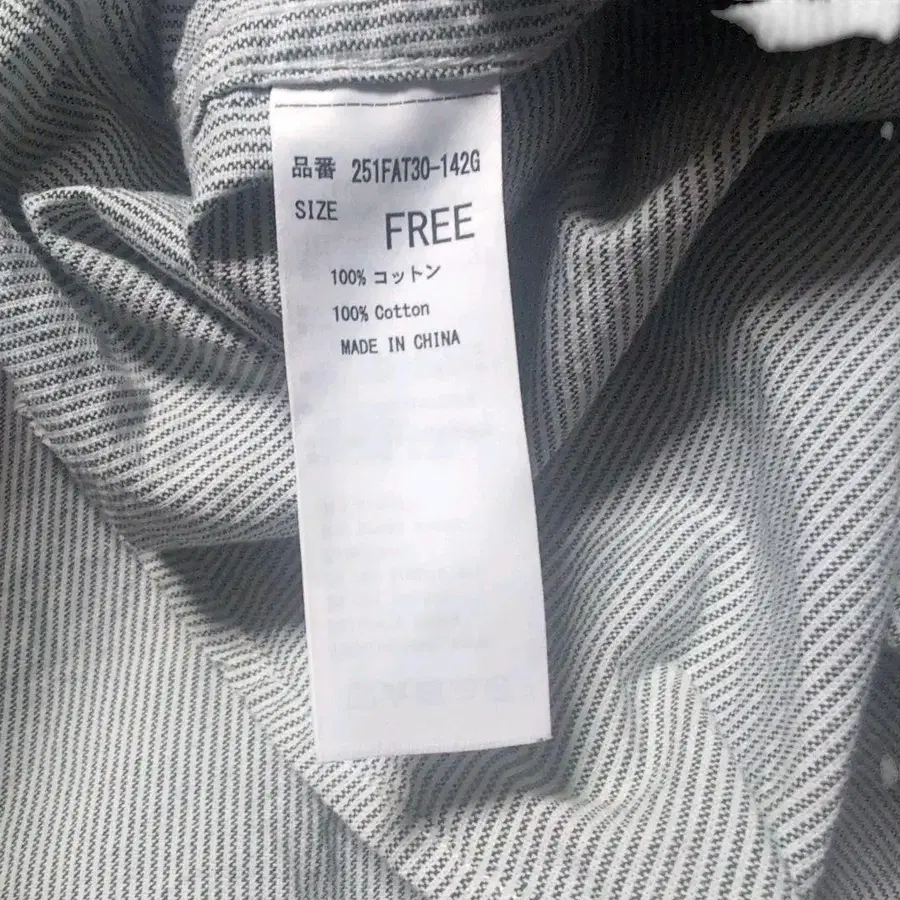 品番 251FAT30-142G
SIZE FREE
100% コットン
100% Cotton
MADE IN CHINA